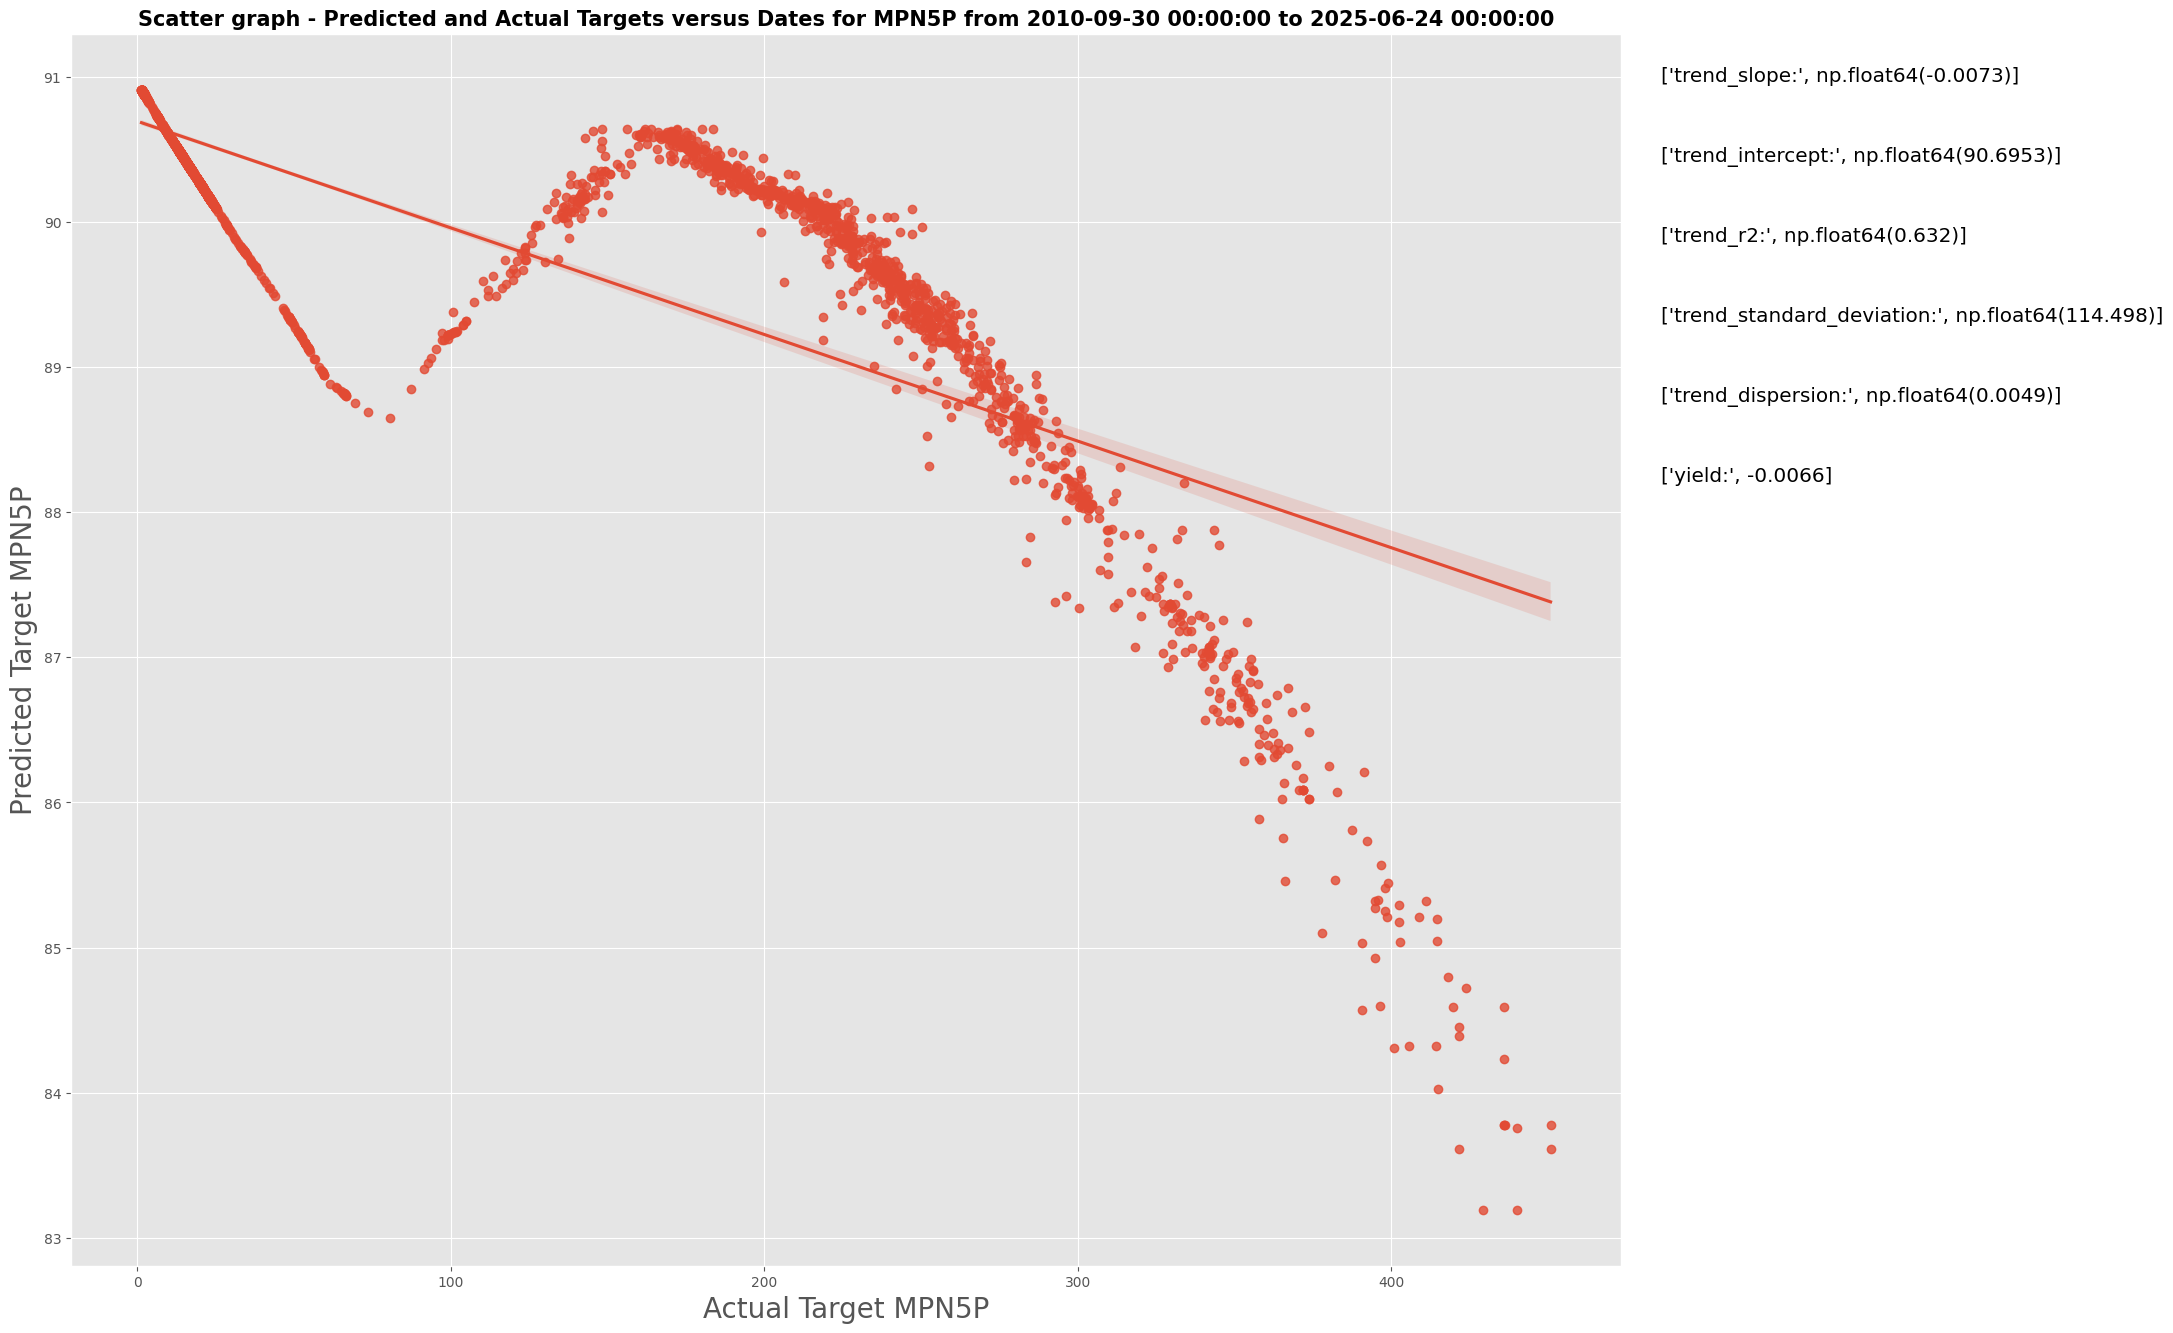 Scatter graph - Predicted and Actual Targets versus Dates for MPN5P from 2010-09-30 00:00:00 to 2025-06-24 00:00:00
['trend_slope:', np.float64(-0.0073)]
['trend_intercept:', np.float64(90.6953)]
['trend_r2:', np.float64(0.632)]
['trend_standard_deviation:', np.float64(114.498)]
['trend_dispersion:', np.float64(0.0049)]
['yield:', -0.0066]
Predicted Target MPN5P
91
90
89
88
87
86
85
84
83
0 100 200 300 400
Actual Target MPN5P